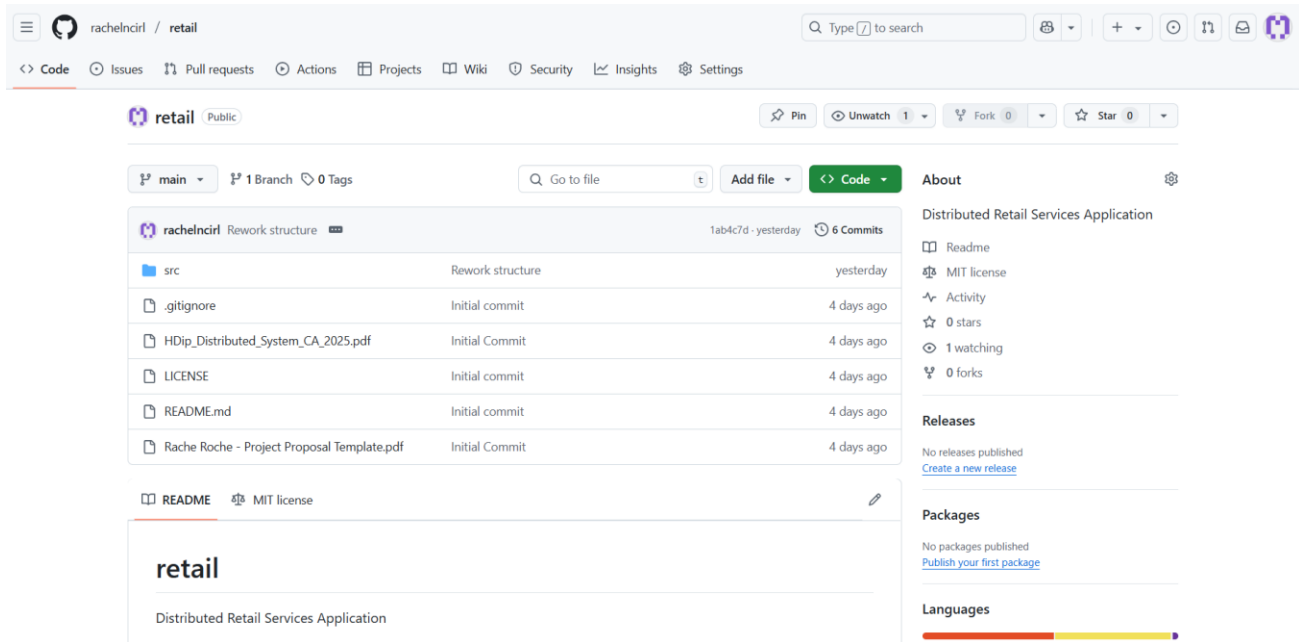 rachelncirl / retail
Type / to search
Code Issues Pull requests Actions Projects Wiki Security Insights Settings
retail Public
Pin Unwatch 1 Fork 0 Star 0
main 1 Branch 0 Tags
Go to file t Add file Code
rachelncirl Rework structure 1ab4c7d · yesterday 6 Commits
src Rework structure yesterday
.gitignore Initial commit 4 days ago
HDip_Distributed_System_CA_2025.pdf Initial Commit 4 days ago
LICENSE Initial commit 4 days ago
README.md Initial commit 4 days ago
Rache Roche - Project Proposal Template.pdf Initial Commit 4 days ago
README MIT license
retail
Distributed Retail Services Application
About
Distributed Retail Services Application
Readme
MIT license
Activity
0 stars
1 watching
0 forks
Releases
No releases published
Create a new release
Packages
No packages published
Publish your first package
Languages